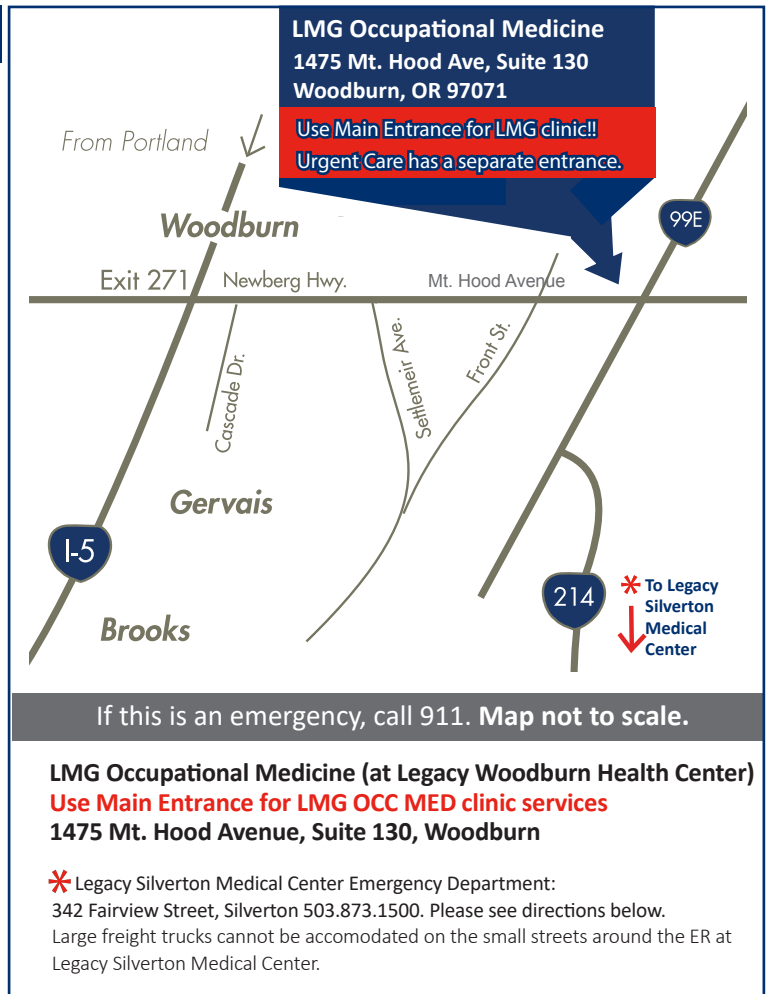 LMG Occupational Medicine
1475 Mt. Hood Ave, Suite 130
Woodburn, OR 97071
Use Main Entrance for LMG clinic!!
Urgent Care has a separate entrance.
From Portland
99E
Woodburn
Exit 271
Newberg Hwy.
Mt. Hood Avenue
Cascade Dr.
Settlemeir Ave.
Front St.
Gervais
I-5
214
To Legacy
Silverton
Medical
Center
Brooks
If this is an emergency, call 911. Map not to scale.
LMG Occupational Medicine (at Legacy Woodburn Health Center)
Use Main Entrance for LMG OCC MED clinic services
1475 Mt. Hood Avenue, Suite 130, Woodburn
Legacy Silverton Medical Center Emergency Department:
342 Fairview Street, Silverton 503.873.1500. Please see directions below.
Large freight trucks cannot be accomodated on the small streets around the ER at
Legacy Silverton Medical Center.